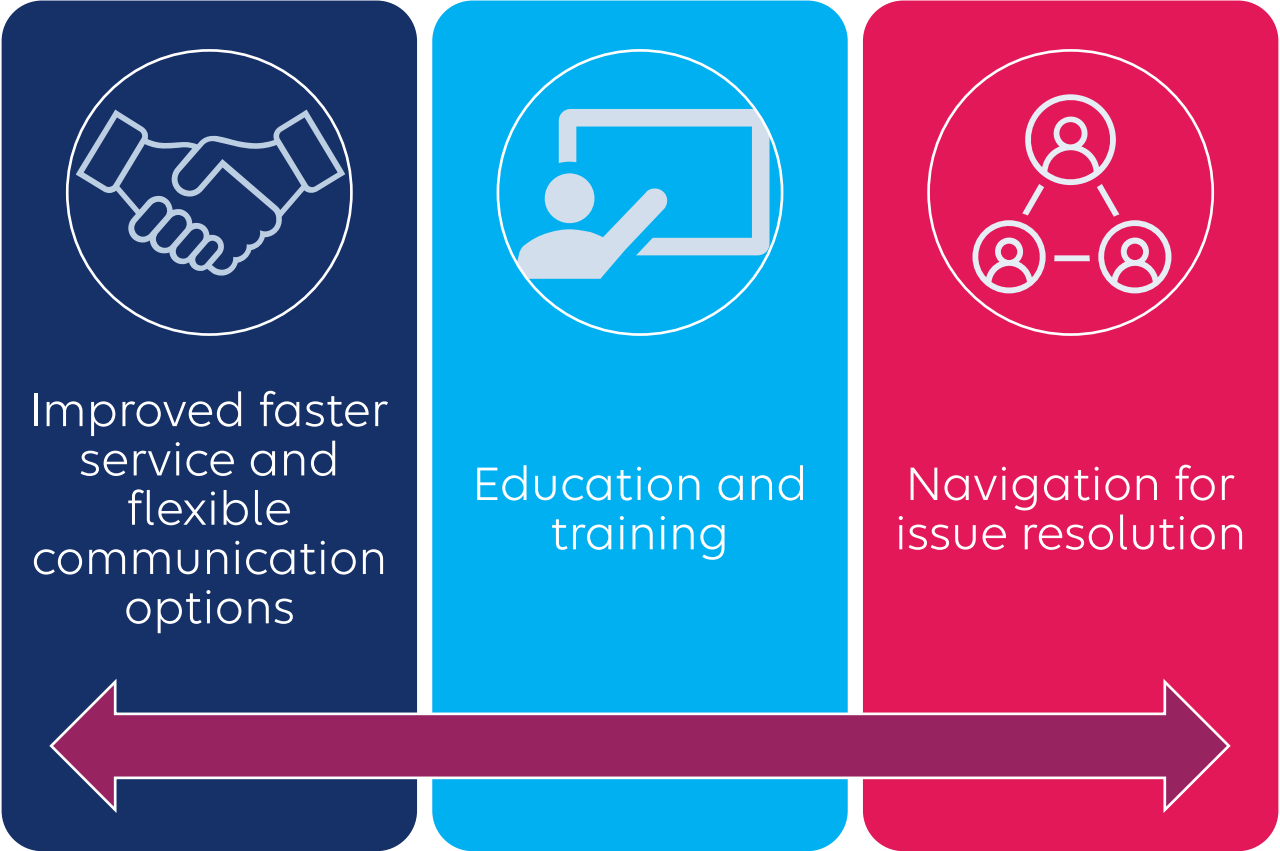 Improved faster
service and
flexible
communication
options
Education and
training
Navigation for
issue resolution